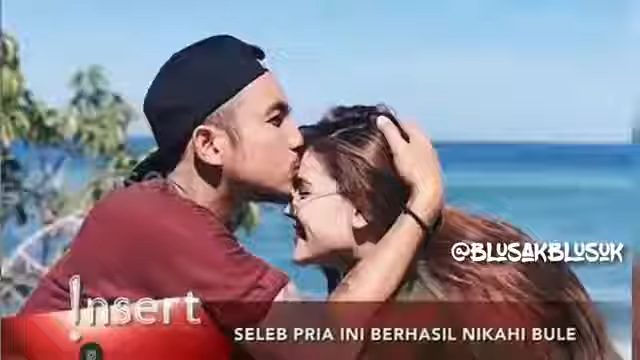 @BLUSAKBLUSUK
Insert
SELEB PRIA INI BERHASIL NIKAHI BULE